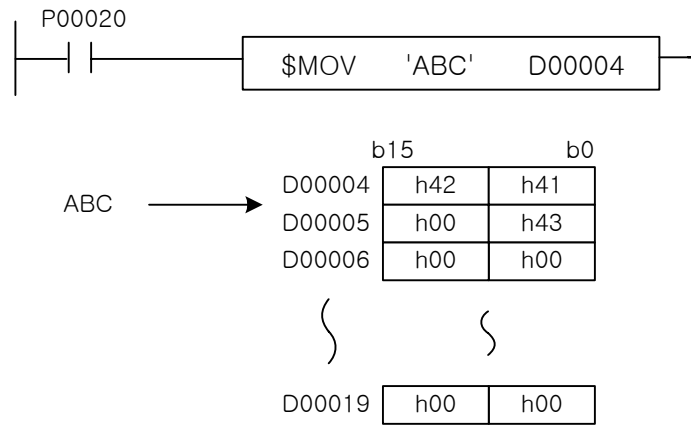 P00020
$MOV 'ABC' D00004
b15 b0
D00004 h42 h41
ABC
D00005 h00 h43
D00006 h00 h00
D00019 h00 h00